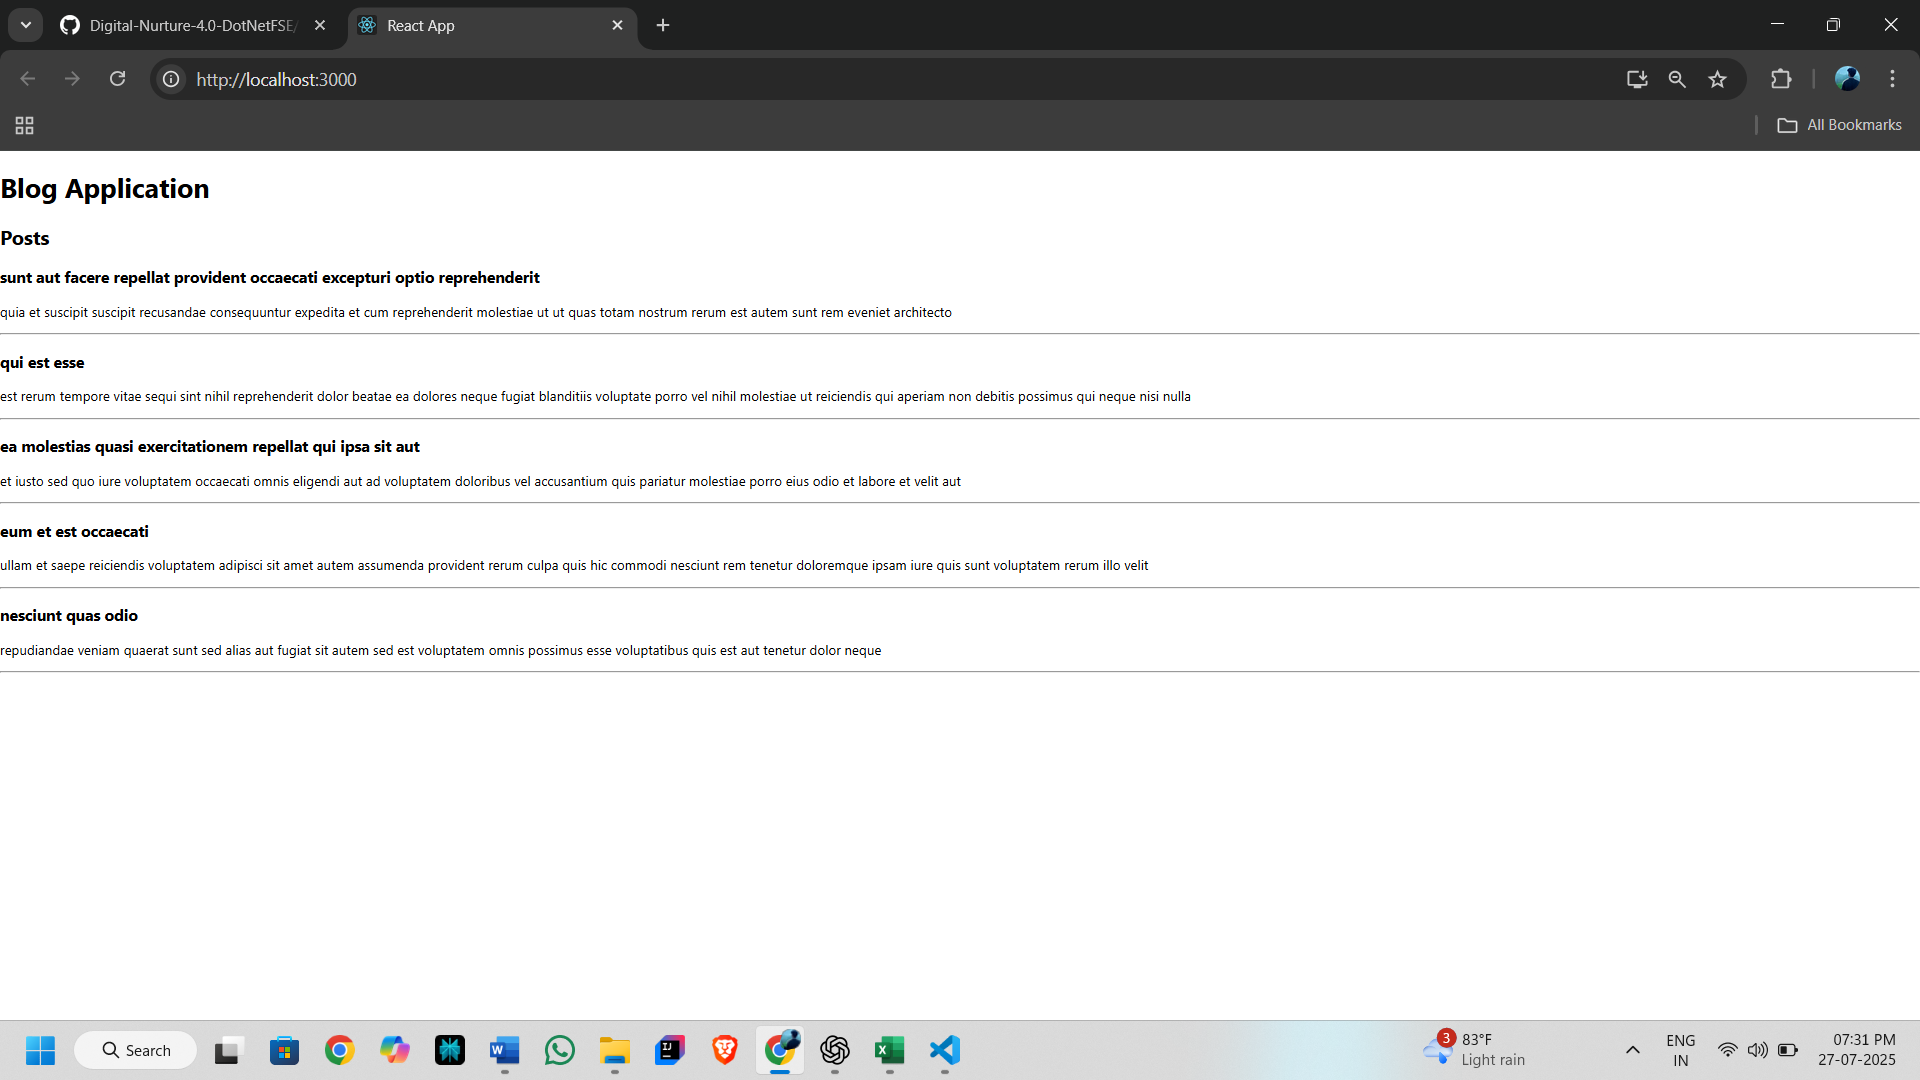 Digital-Nurture-4.0-DotNetFSE/
React App
http://localhost:3000
All Bookmarks
Blog Application
Posts
sunt aut facere repellat provident occaecati excepturi optio reprehenderit
quia et suscipit suscipit recusandae consequuntur expedita et cum reprehenderit molestiae ut ut quas totam nostrum rerum est autem sunt rem eveniet architecto
qui est esse
est rerum tempore vitae sequi sint nihil reprehenderit dolor beatae ea dolores neque fugiat blanditiis voluptate porro vel nihil molestiae ut reiciendis qui aperiam non debitis possimus qui neque nisi nulla
ea molestias quasi exercitationem repellat qui ipsa sit aut
et iusto sed quo iure voluptatem occaecati omnis eligendi aut ad voluptatem doloribus vel accusantium quis pariatur molestiae porro eius odio et labore et velit aut
eum et est occaecati
ullam et saepe reiciendis voluptatem adipisci sit amet autem assumenda provident rerum culpa quis hic commodi nesciunt rem tenetur doloremque ipsam iure quis sunt voluptatem rerum illo velit
nesciunt quas odio
repudiandae veniam quaerat sunt sed alias aut fugiat sit autem sed est voluptatem omnis possimus esse voluptatibus quis est aut tenetur dolor neque
Search
3
83°F
Light rain
ENG
IN
07:31 PM
27-07-2025